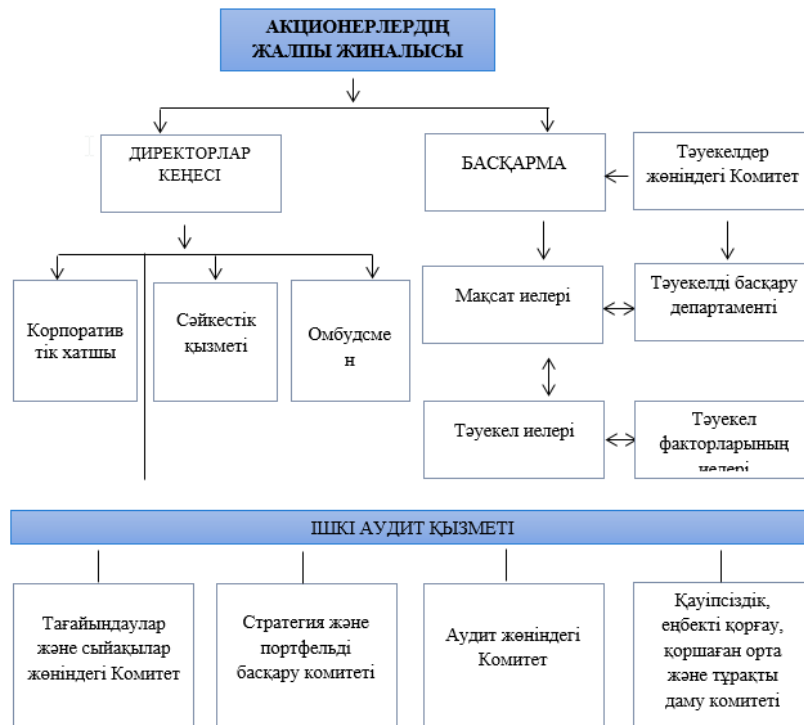 АКЦИОНЕРЛЕРДІҢ
ЖАЛПЫ ЖИНАЛЫСЫ
ДИРЕКТОРЛАР
КЕҢЕСІ
БАСҚАРМА
Тәуекелдер
жөніндегі Комитет
Корпоратив
тік хатшы
Сәйкестік
қызметі
Омбудсме
н
Мақсат иелері
Тәуекелді басқару
департаменті
Тәуекел иелері
Тәуекел
факторларының
иелері
ІШКІ АУДИТ ҚЫЗМЕТІ
Тағайындаулар
және сыйақылар
жөніндегі Комитет
Стратегия және
портфельді
басқару комитеті
Аудит жөніндегі
Комитет
Қауіпсіздік,
еңбекті қорғау,
қоршаған орта
және тұрақты
даму комитеті